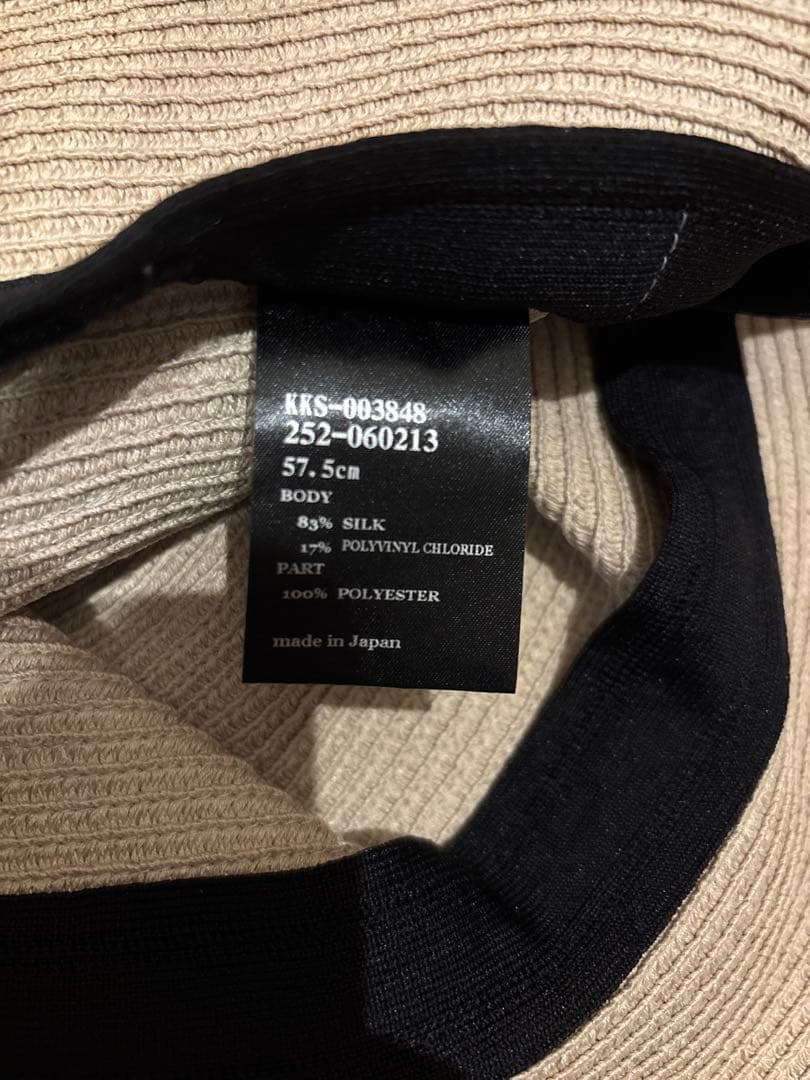 KKS-003848
252-060213
57.5cm
BODY
83% SILK
17% POLYVINYL CHLORIDE
PART
100% POLYESTER
made in Japan